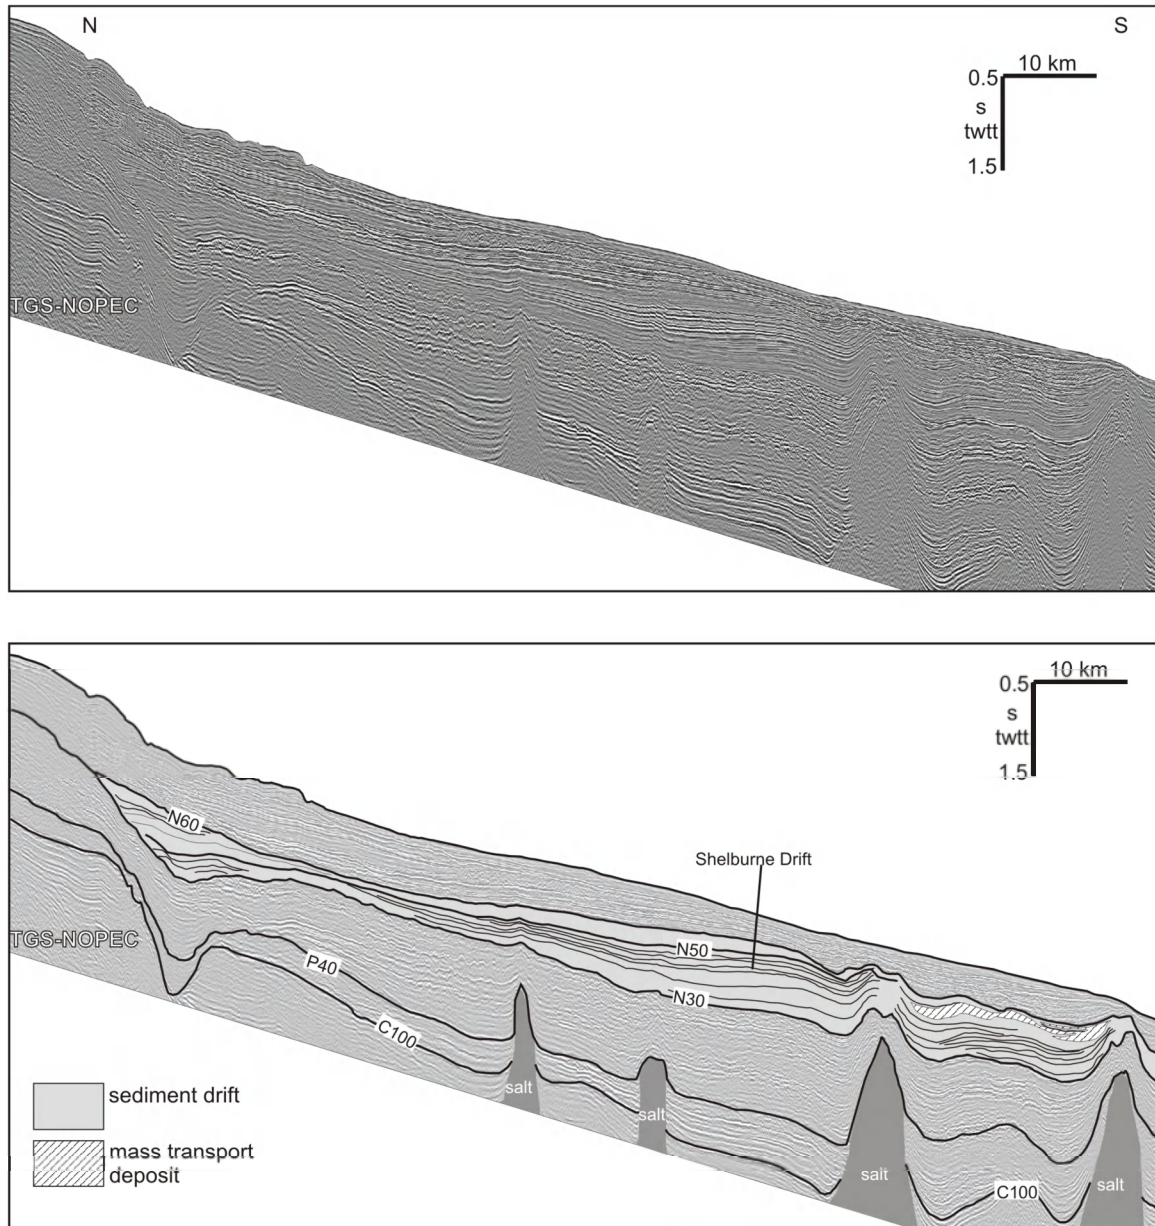 N
S
10 km
0.5
s
twtt
1.5
TGS-NOPEC
10 km
0.5
s
twtt
1.5
N60
Shelburne Drift
TGS-NOPEC
N50
P40
N30
C100
salt
salt
salt
salt
C100
sediment drift
mass transport
deposit